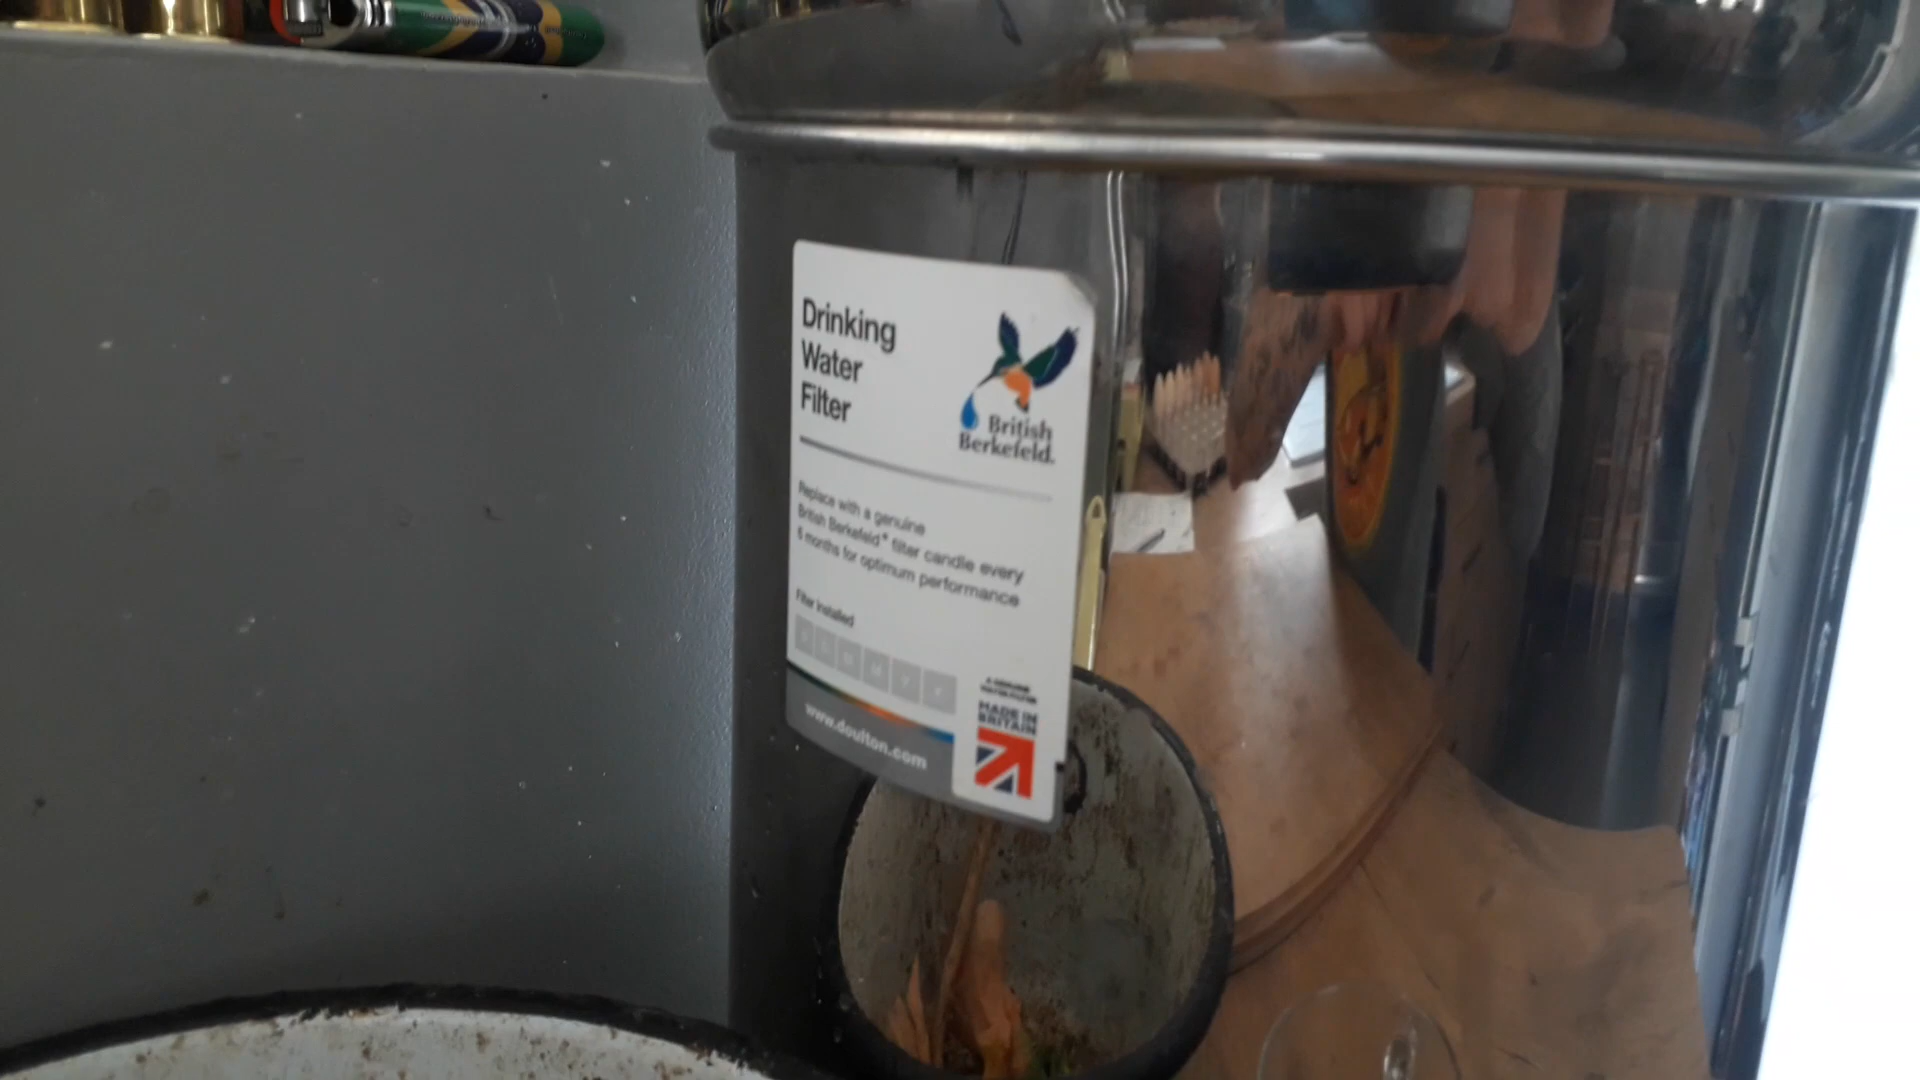 Drinking
Water
Filter
British
Berkefeld.
Replace with a genuine
British Berkefeld® filter candle every
6 months for optimum performance
Filter Installed
D D M M Y Y
www.doulton.com
MADE IN
BRITAIN